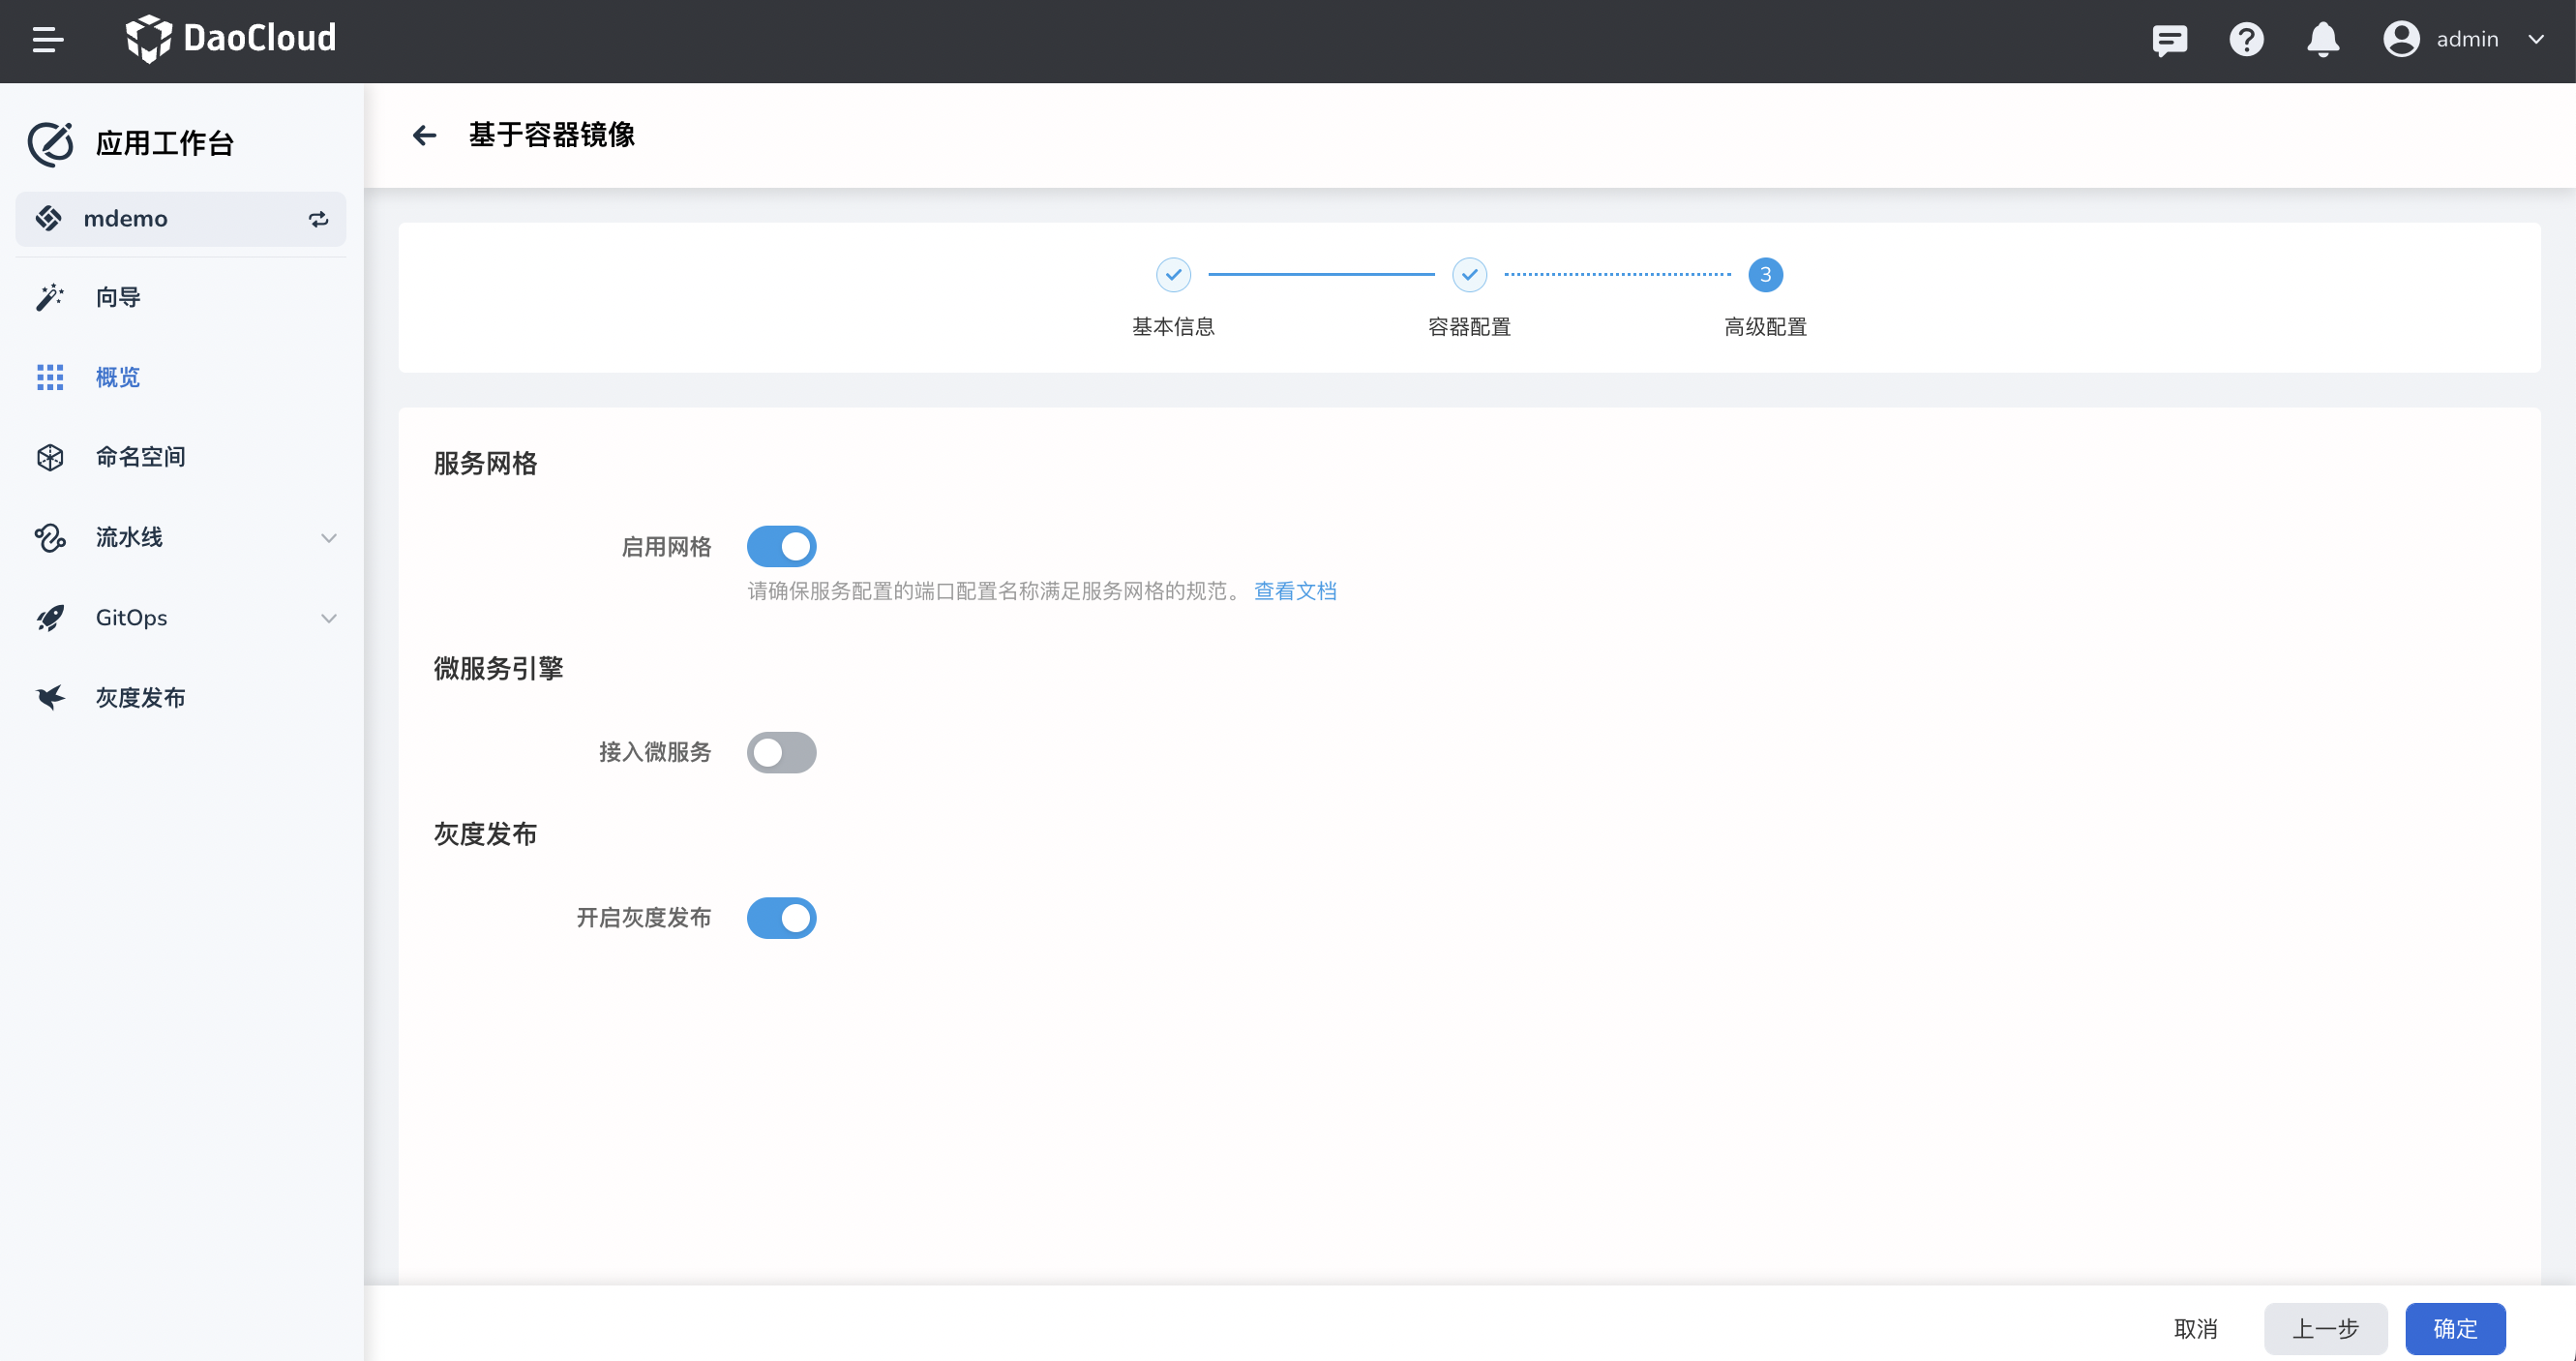 DaoCloud
admin
应用工作台
mdemo
向导
概览
命名空间
流水线
GitOps
灰度发布
基于容器镜像
3
基本信息
容器配置
高级配置
服务网格
启用网格
请确保服务配置的端口配置名称满足服务网格的规范。 查看文档
微服务引擎
接入微服务
灰度发布
开启灰度发布
取消
上一步
确定